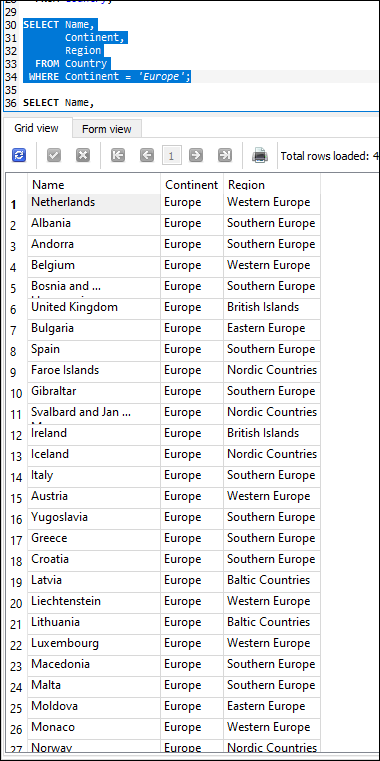 29
30 SELECT Name,
31 Continent,
32 Region
33 FROM Country
34 WHERE Continent = 'Europe';
35
36 SELECT Name,
Grid view Form view
1 Total rows loaded: 4
Name Continent Region
1 Netherlands Europe Western Europe
2 Albania Europe Southern Europe
3 Andorra Europe Southern Europe
4 Belgium Europe Western Europe
5 Bosnia and ... Europe Southern Europe
6 United Kingdom Europe British Islands
7 Bulgaria Europe Eastern Europe
8 Spain Europe Southern Europe
9 Faroe Islands Europe Nordic Countries
10 Gibraltar Europe Southern Europe
11 Svalbard and Jan ... Europe Nordic Countries
12 Ireland Europe British Islands
13 Iceland Europe Nordic Countries
14 Italy Europe Southern Europe
15 Austria Europe Western Europe
16 Yugoslavia Europe Southern Europe
17 Greece Europe Southern Europe
18 Croatia Europe Southern Europe
19 Latvia Europe Baltic Countries
20 Liechtenstein Europe Western Europe
21 Lithuania Europe Baltic Countries
22 Luxembourg Europe Western Europe
23 Macedonia Europe Southern Europe
24 Malta Europe Southern Europe
25 Moldova Europe Eastern Europe
26 Monaco Europe Western Europe
27 Norway Europe Nordic Countries